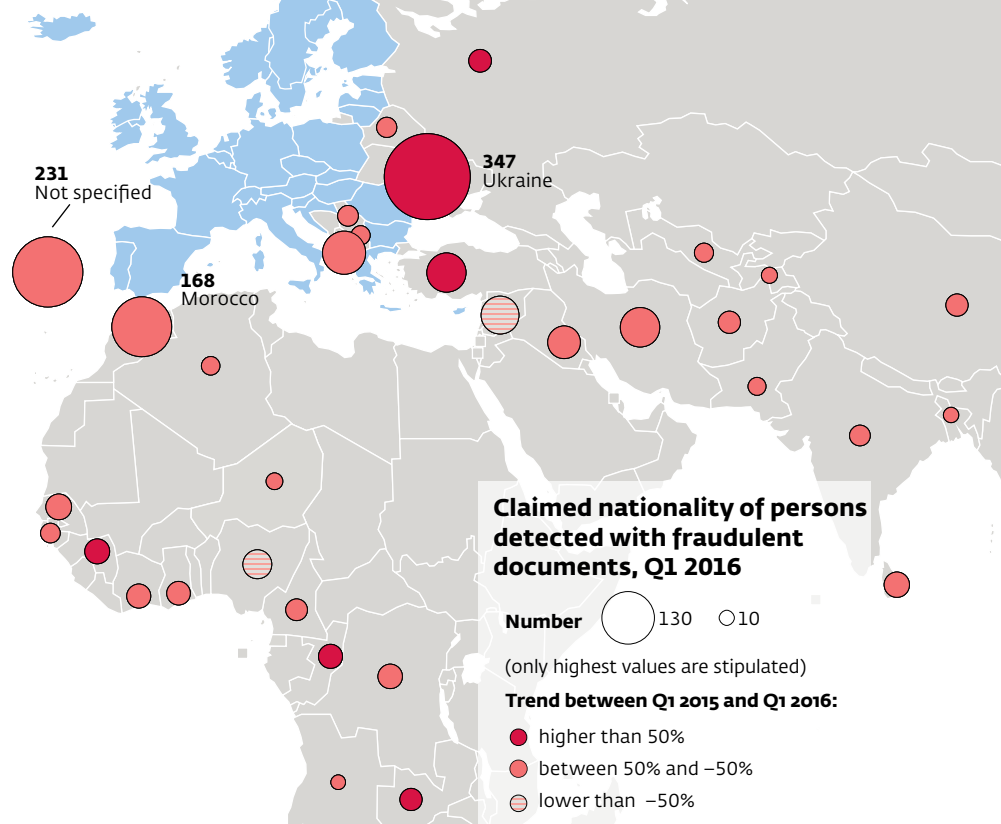 231
Not specified
347
Ukraine
168
Morocco
Claimed nationality of persons
detected with fraudulent
documents, Q1 2016
Number 130 10
(only highest values are stipulated)
Trend between Q1 2015 and Q1 2016:
higher than 50%
between 50% and –50%
lower than –50%